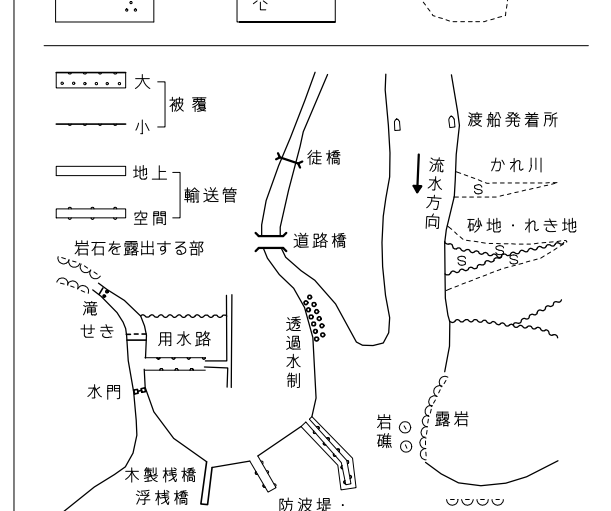 大
被覆
小
地上
輸送管
空間
岩石を露出する部
滝
せき
用水路
水門
木製桟橋
浮桟橋
徒橋
道路橋
透過水制
防波堤・
渡船発着所
流水方向
かれ川
S
砂地・れき地
S
S
S
岩礁
露岩